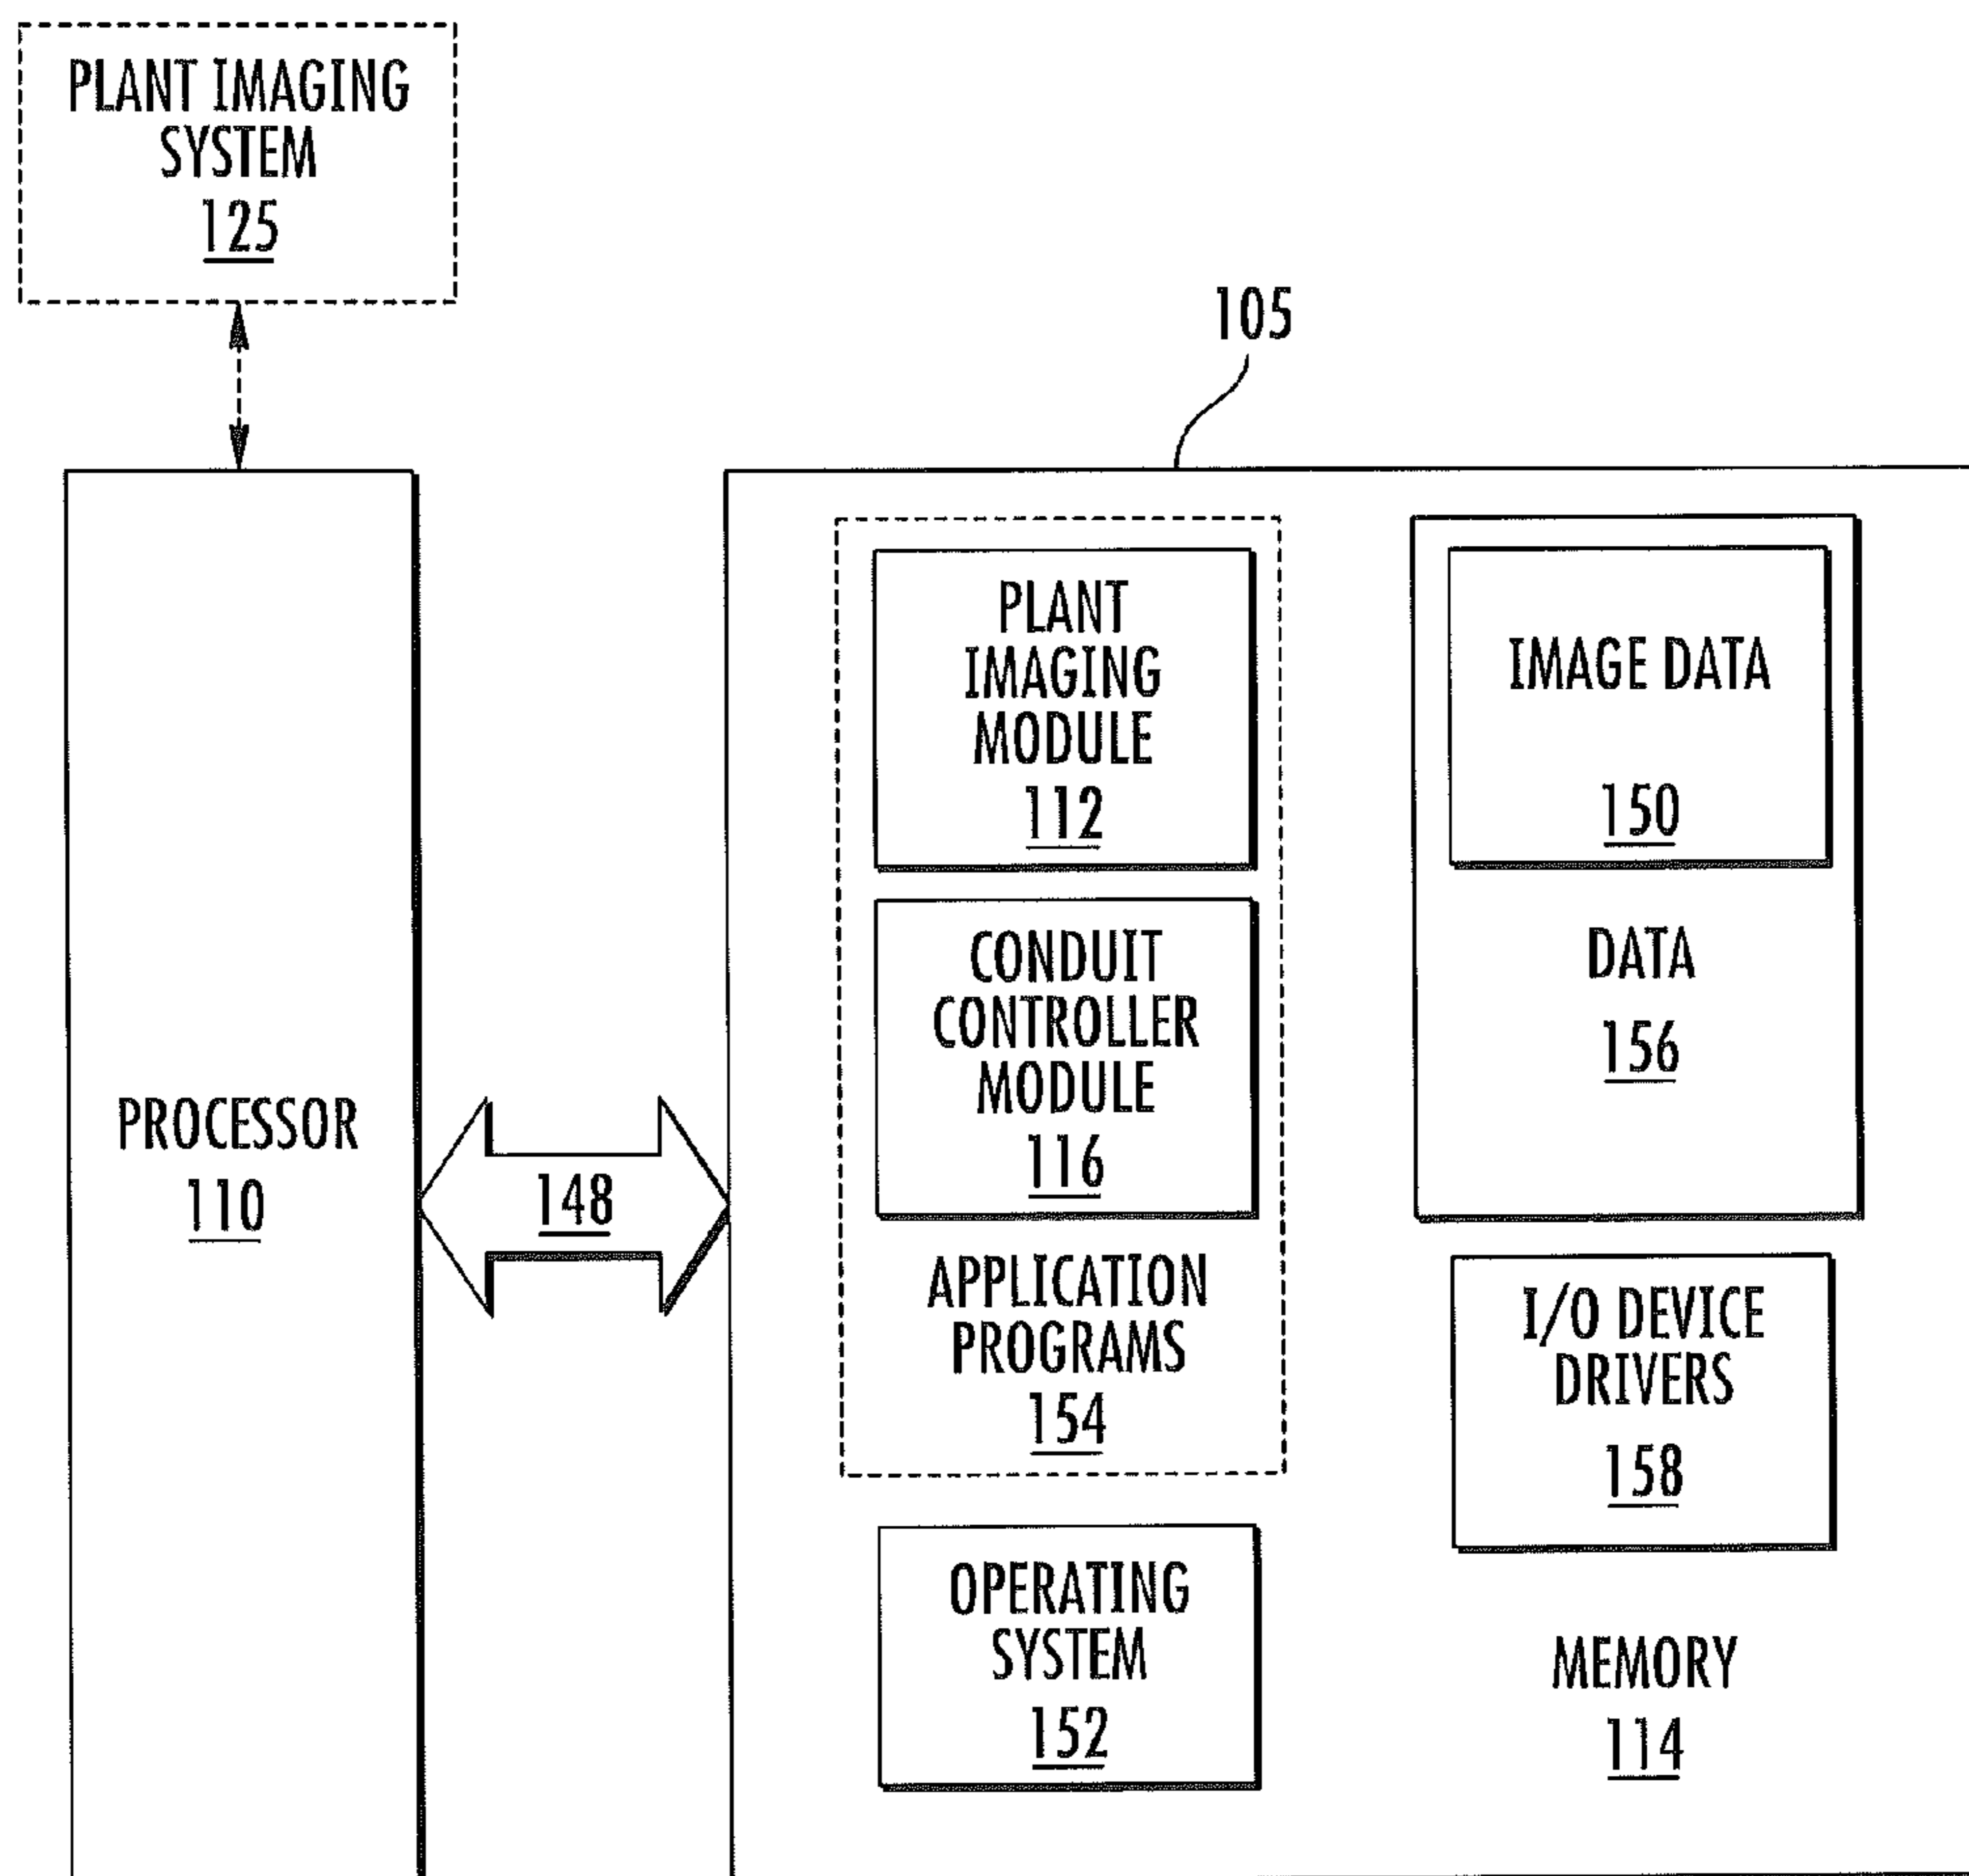 PLANT IMAGING
SYSTEM
125
105
PROCESSOR
110
148
PLANT
IMAGING
MODULE
112
CONDUIT
CONTROLLER
MODULE
116
APPLICATION
PROGRAMS
154
OPERATING
SYSTEM
152
IMAGE DATA
150
DATA
156
I/O DEVICE
DRIVERS
158
MEMORY
114